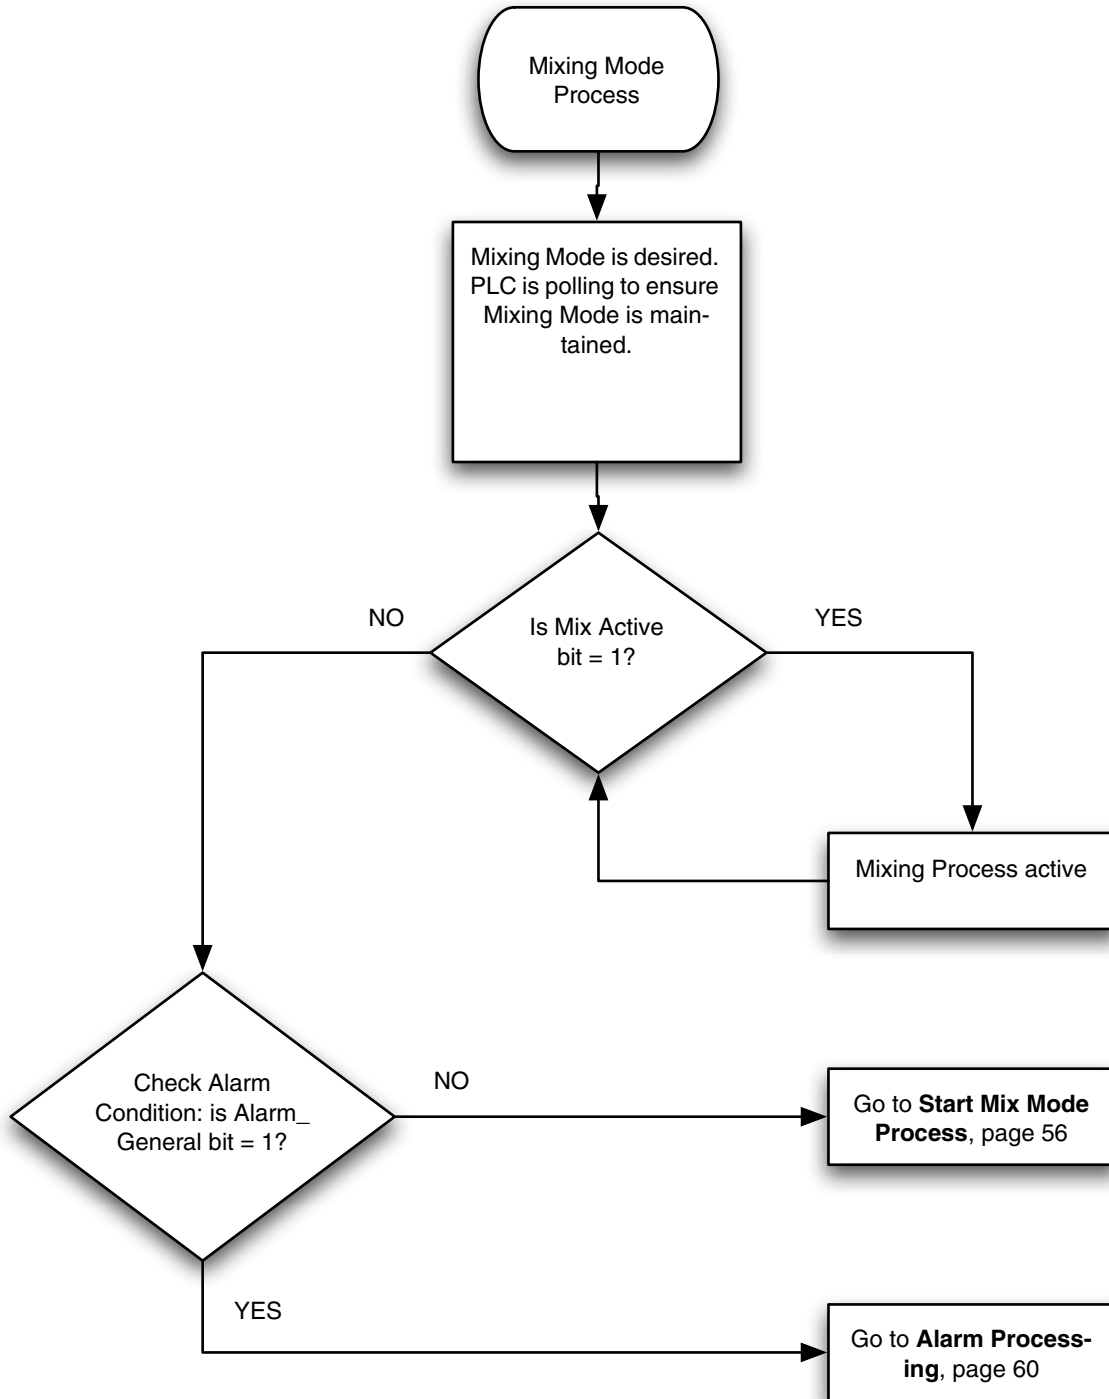 Mixing Mode
Process
Mixing Mode is desired.
PLC is polling to ensure
Mixing Mode is main-
tained.
NO
YES
Is Mix Active
bit = 1?
Mixing Process active
Check Alarm
Condition: is Alarm_
General bit = 1?
NO
Go to Start Mix Mode
Process, page 56
YES
Go to Alarm Process-
ing, page 60